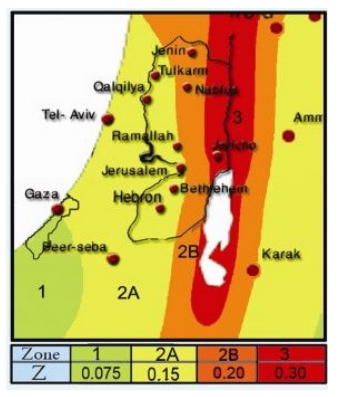 Jenin
Tulkarm
Qalqilya
Nablus
Tel- Aviv
3
Amm
Ramallah
Jericho
Jerusalem
Bethlehem
Gaza
Hebron
Beer-seba
2B
Karak
1
2A
Zone 1 2A 2B 3
Z 0.075 0.15 0.20 0.30